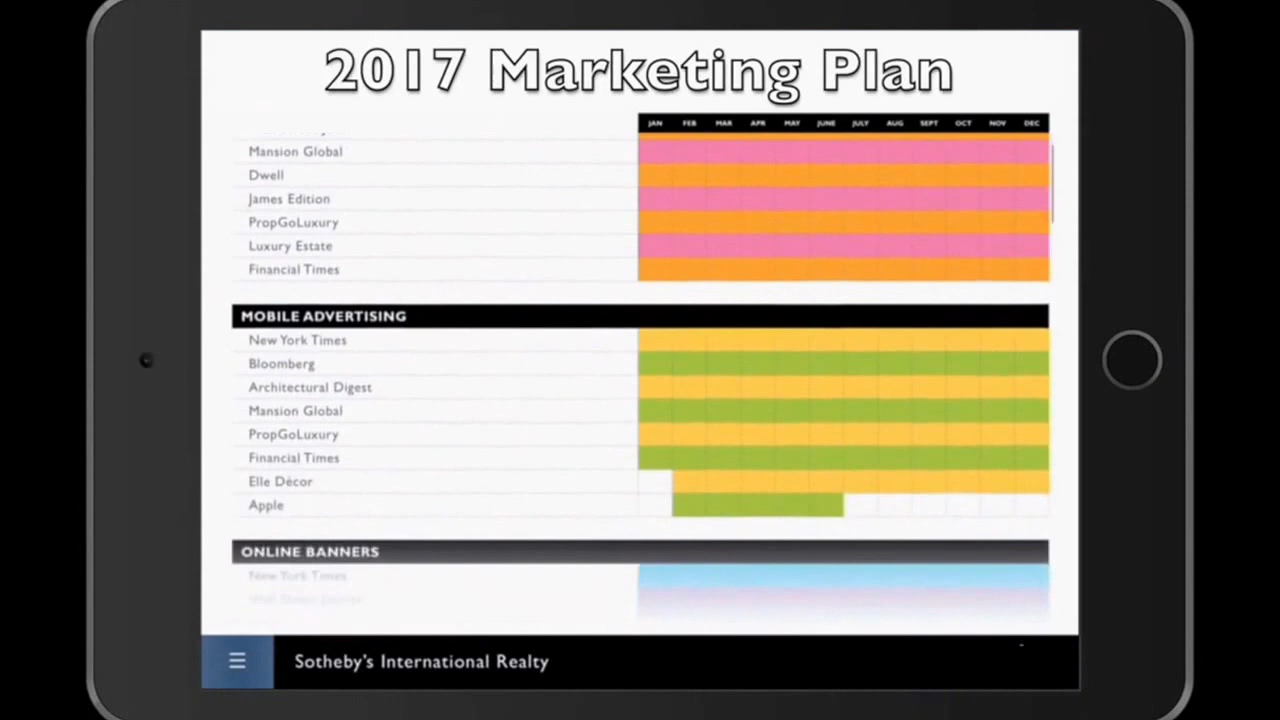 2017 Marketing Plan
JAN FEB MAR APR MAY JUNE JULY AUG SEPT OCT NOV DEC
Mansion Global
Dwell
James Edition
PropGoLuxury
Luxury Estate
Financial Times
MOBILE ADVERTISING
New York Times
Bloomberg
Architectural Digest
Mansion Global
PropGoLuxury
Financial Times
Elle Décor
Apple
ONLINE BANNERS
New York Times
Sotheby's International Realty